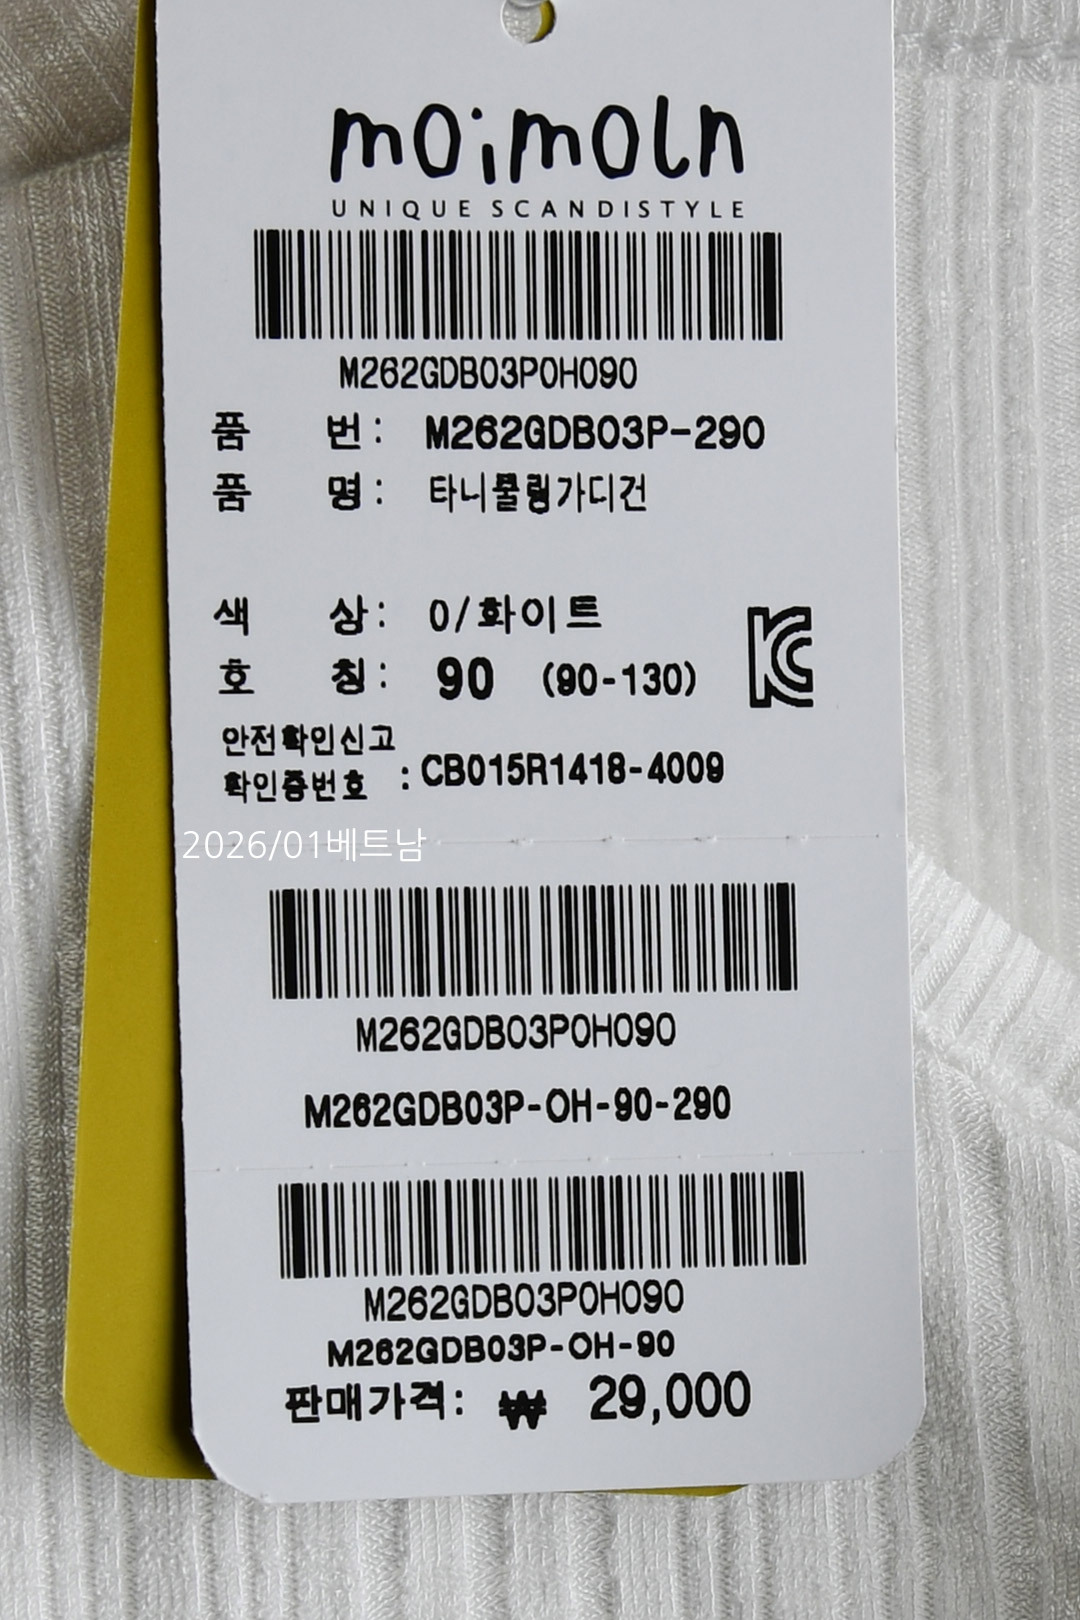 moimoln
UNIQUE SCANDISTYLE
M262GDB03P0H090
품 번: M262GDB03P-290
품 명: 타니쿨링가디건
색 상: 0/화이트
호 칭: 90 (90-130)
안전확인신고
확인증번호 : CB015R1418-4009
2026/01베트남
M262GDB03P0H090
M262GDB03P-OH-90-290
M262GDB03P0H090
M262GDB03P-OH-90
판매가격: ₩ 29,000